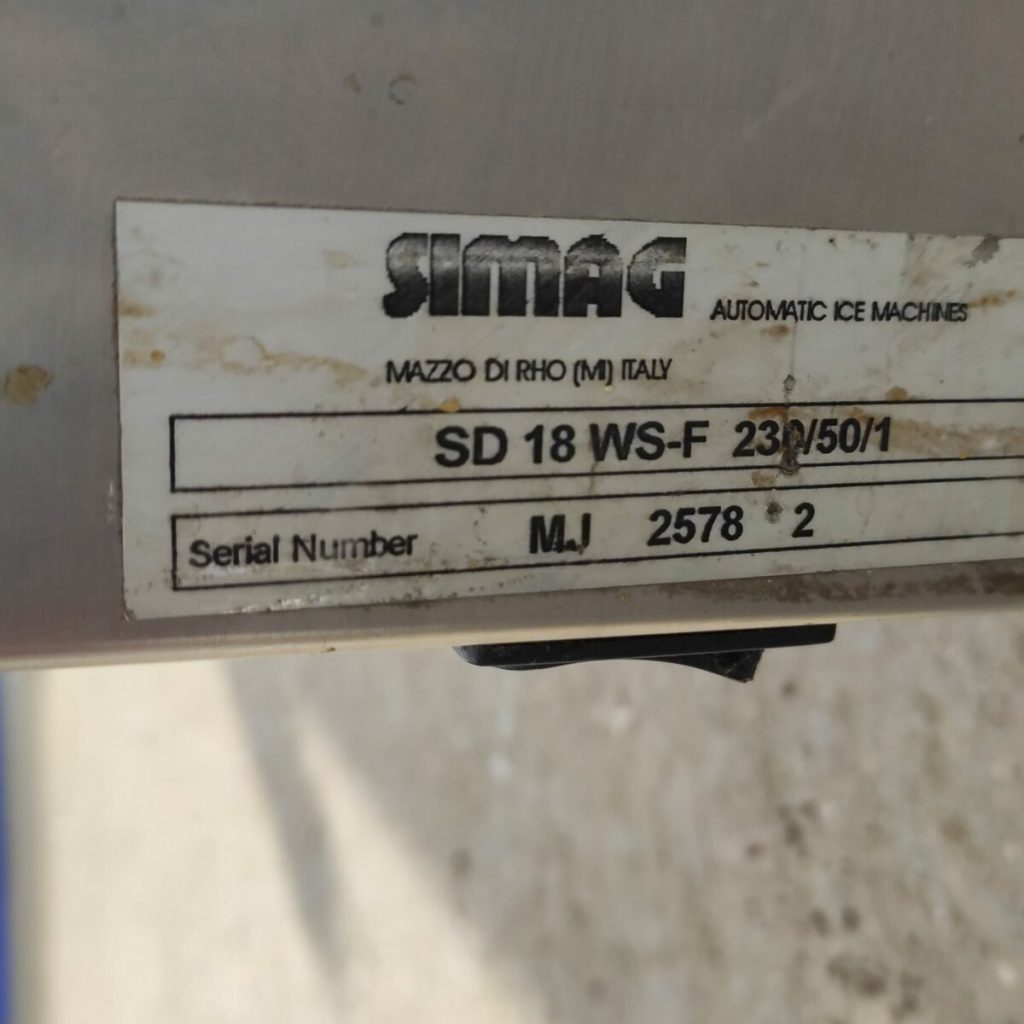 SIMAG AUTOMATIC ICE MACHINES
MAZZO DI RHO (MI) ITALY
SD 18 WS-F 230/50/1
Serial Number MJ 2578 2